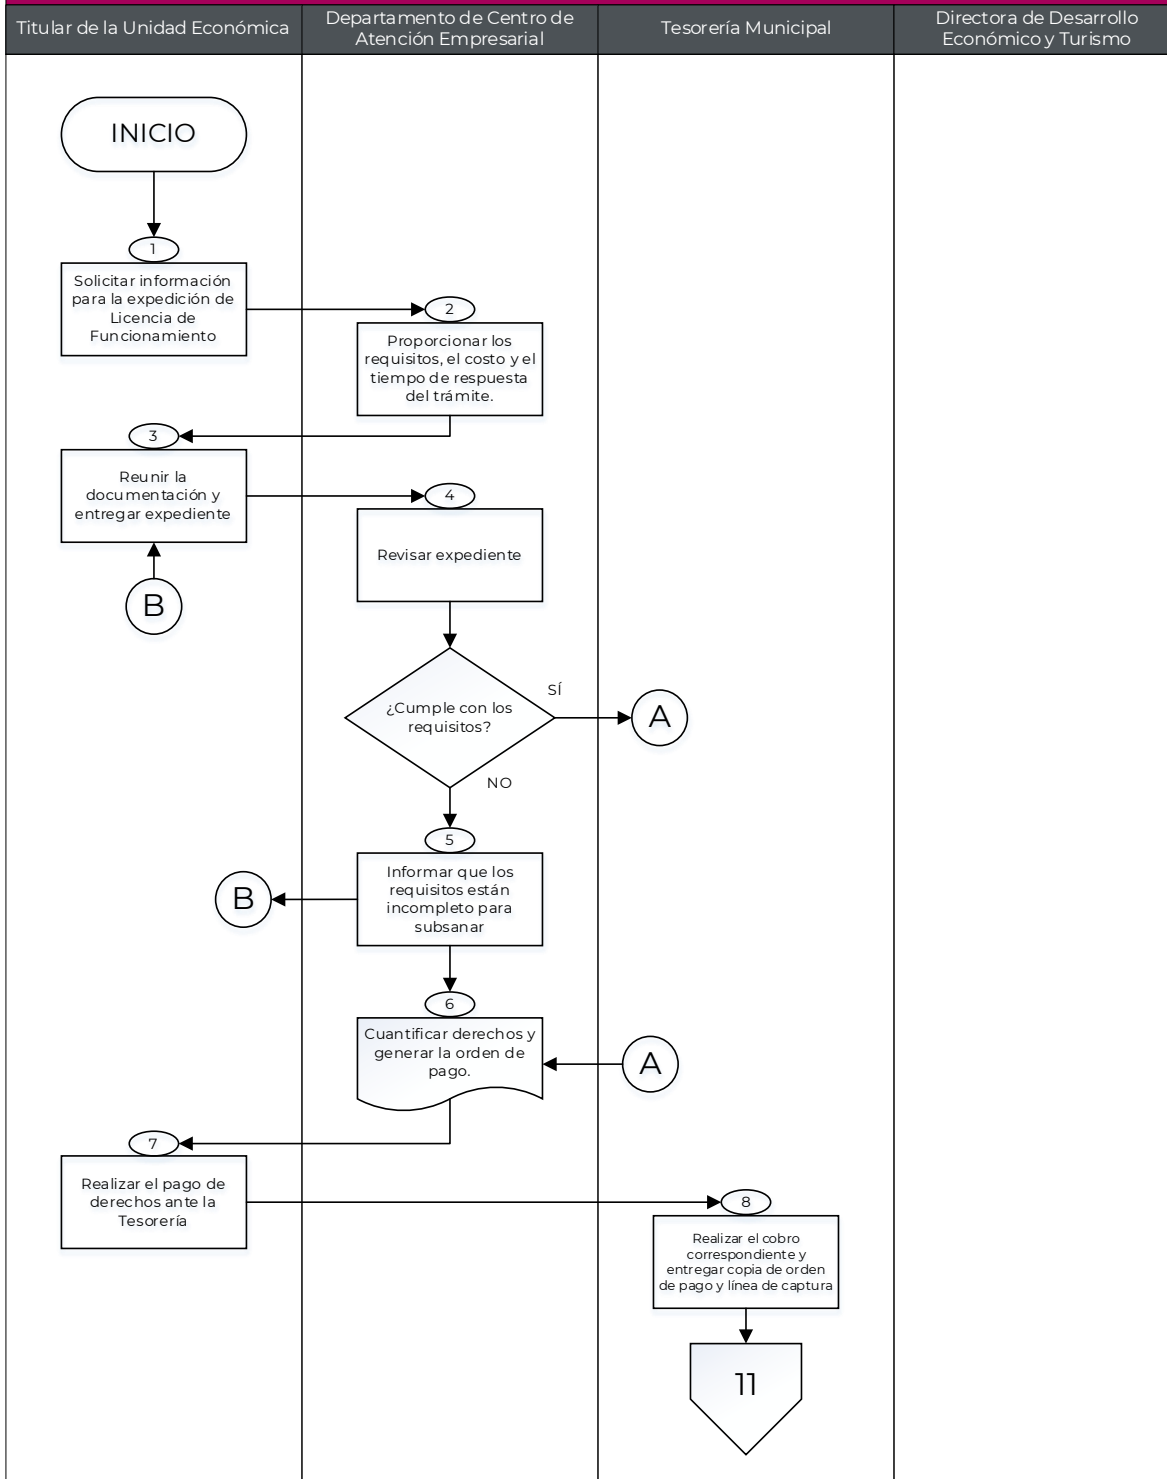 Titular de la Unidad Económica
Departamento de Centro de
Atención Empresarial
Tesorería Municipal
Directora de Desarrollo
Económico y Turismo
INICIO
1
Solicitar información
para la expedición de
Licencia de
Funcionamiento
2
Proporcionar los
requisitos, el costo y el
tiempo de respuesta
del trámite.
3
Reunir la
documentación y
entregar expediente
4
Revisar expediente
B
¿Cumple con los
requisitos?
SÍ
A
NO
5
Informar que los
requisitos están
incompleto para
subsanar
B
6
Cuantificar derechos y
generar la orden de
pago.
A
7
Realizar el pago de
derechos ante la
Tesorería
8
Realizar el cobro
correspondiente y
entregar copia de orden
de pago y línea de captura
11